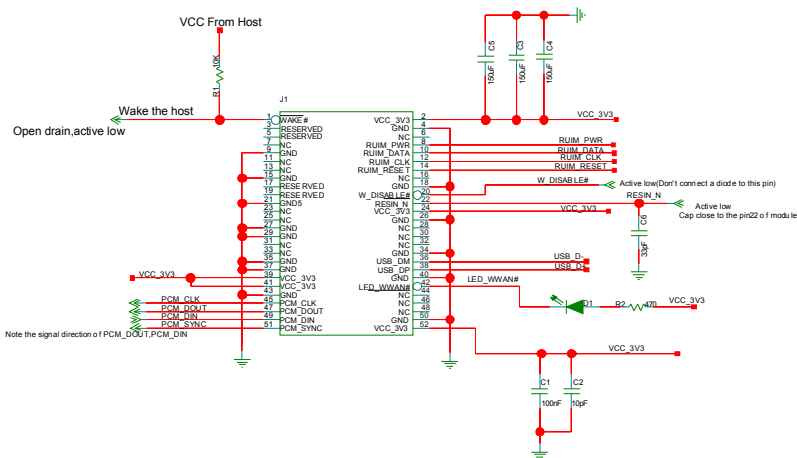 VCC From Host
10K
R1
Wake the host
Open drain,active low
C5
150uF
C3
150uF
C4
150uF
J1
1 WAKE# VCC_3V3 2 VCC_3V3
3 RESERVED GND 4
5 RESERVED NC 6
7 NC RUIM_PWR 8 RUIM_PWR
9 GND RUIM_DATA 10 RUIM_DATA
11 NC RUIM_CLK 12 RUIM_CLK
13 NC RUIM_RESET 14 RUIM_RESET
15 GND NC 16
17 RESERVED GND 18
19 RESERVED W_DISABLE# 20 W_DISABLE# Active low(Don't connect a diode to this pin)
21 GND5 RESIN_N 22 RESIN_N
23 NC VCC_3V3 24 VCC_3V3
25 NC GND 26
27 GND NC 28
29 GND NC 30
31 NC NC 32
33 NC GND 34
35 GND USB_DM 36 USB_D-
37 GND USB_DP 38 USB_D+
VCC_3V3 39 VCC_3V3 GND 40
41 VCC_3V3 LED_WWAN# 42 LED_WWAN#
43 GND NC 44
PCM_CLK 45 PCM_CLK NC 46
PCM_DOUT 47 PCM_DOUT NC 48
PCM_DIN 49 PCM_DIN GND 50
PCM_SYNC 51 PCM_SYNC VCC_3V3 52 VCC_3V3
Note the signal direction of PCM_DOUT,PCM_DIN
Active low
Cap close to the pin22 of module
C6
33pF
D1
R2 470 VCC_3V3
C1
100nF
C2
10pF